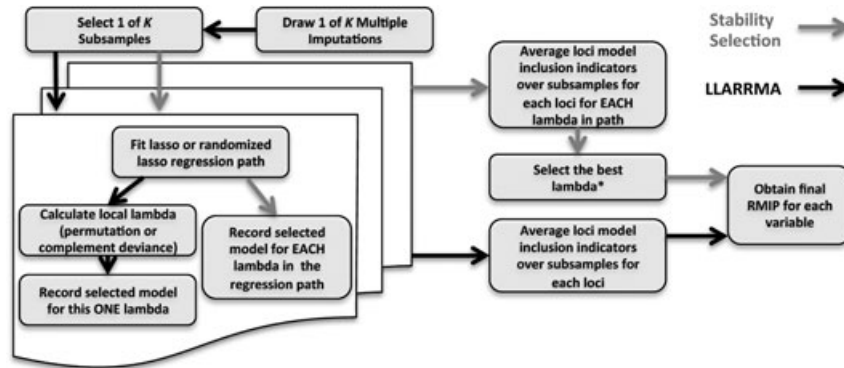 Select 1 of K
Subsamples
Draw 1 of K Multiple
Imputations
Stability
Selection
LLARRMA
Average loci model
inclusion indicators
over subsamples for
each loci for EACH
lambda in path
Select the best
lambda*
Obtain final
RMIP for each
variable
Average loci model
inclusion indicators
over subsamples for
each loci
Fit lasso or randomized
lasso regression path
Calculate local lambda
(permutation or
complement deviance)
Record selected
model for EACH
lambda in the
regression path
Record selected model
for this ONE lambda